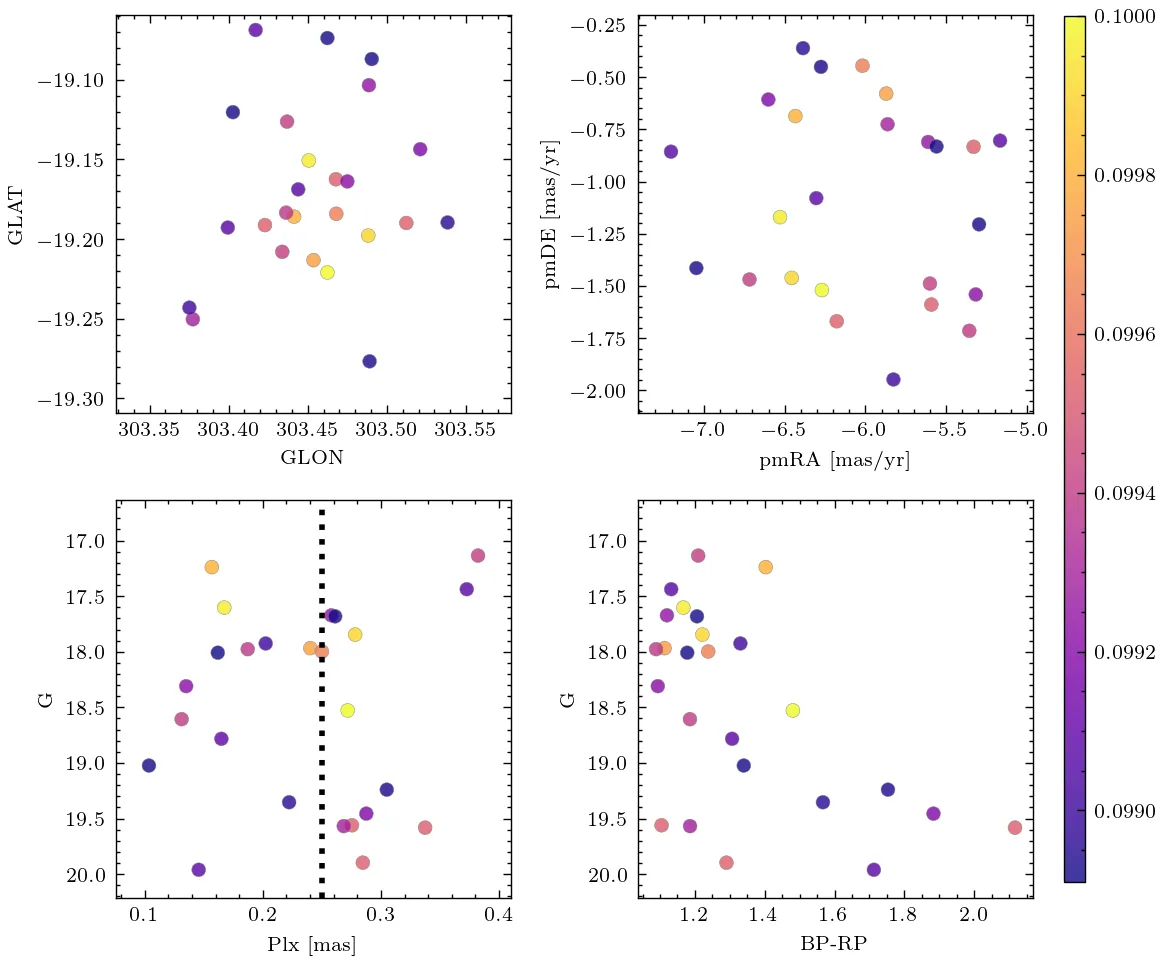 −19.10
−19.15
−19.20
−19.25
−19.30
GLAT
303.35 303.40 303.45 303.50 303.55
GLON
−0.25
−0.50
−0.75
−1.00
−1.25
−1.50
−1.75
−2.00
pmDE [mas/yr]
−7.0 −6.5 −6.0 −5.5 −5.0
pmRA [mas/yr]
0.1000
0.0998
0.0996
0.0994
0.0992
0.0990
17.0
17.5
18.0
18.5
19.0
19.5
20.0
G
0.1 0.2 0.3 0.4
Plx [mas]
17.0
17.5
18.0
18.5
19.0
19.5
20.0
G
1.2 1.4 1.6 1.8 2.0
BP-RP